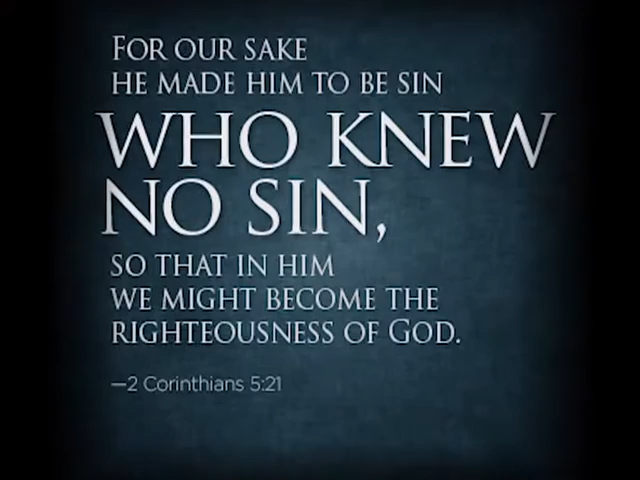 FOR OUR SAKE
HE MADE HIM TO BE SIN
WHO KNEW
NO SIN,
SO THAT IN HIM
WE MIGHT BECOME THE
RIGHTEOUSNESS OF GOD.
—2 Corinthians 5:21